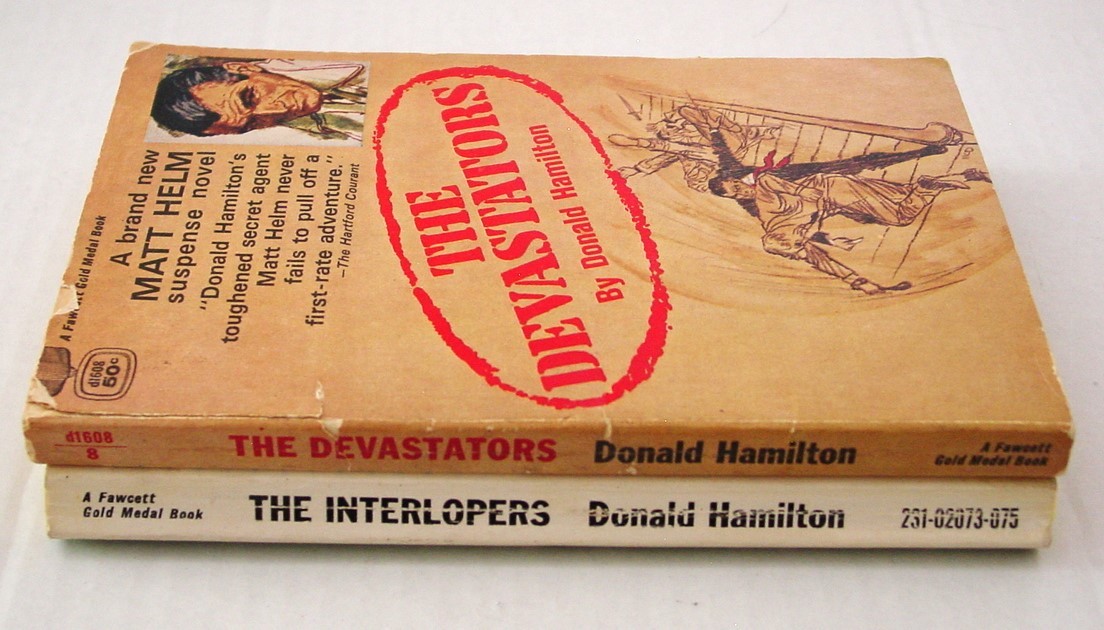 A Fawcett Gold Medal Book
d1608
50c
A brand new
MATT HELM
suspense novel
"Donald Hamilton's
toughened secret agent
Matt Helm never
fails to pull off a
first-rate adventure."
—The Hartford Courant
THE
DEVASTATORS
By Donald Hamilton
d1608
8
THE DEVASTATORS
Donald Hamilton
A Fawcett
Gold Medal Book
A Fawcett
Gold Medal Book
THE INTERLOPERS
Donald Hamilton
231-02073-075